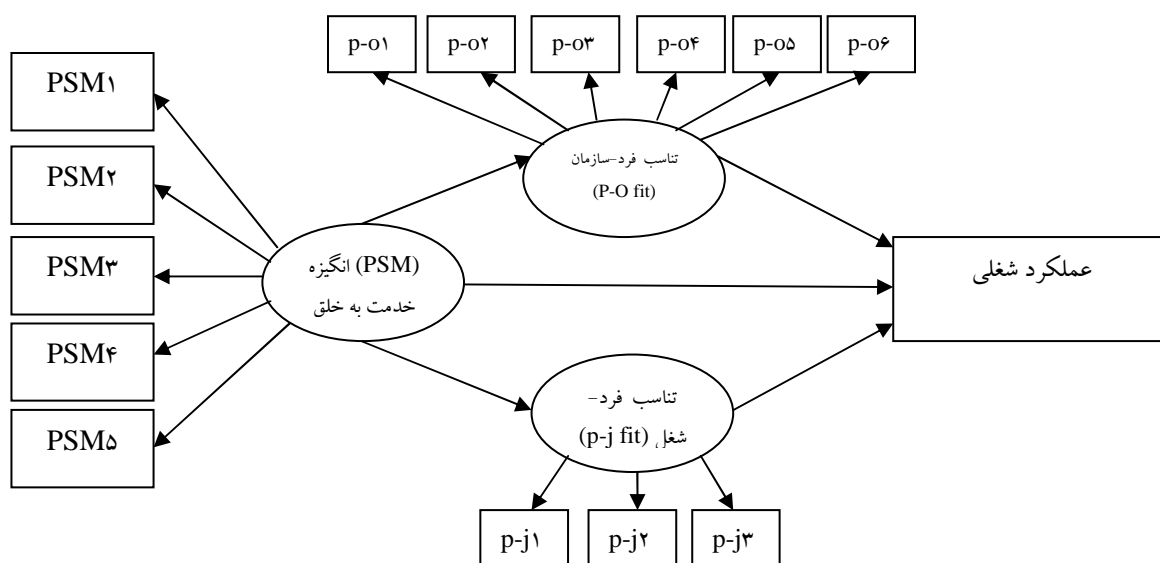 p-o۱
p-o۲
p-o۳
p-o۴
p-o۵
p-o۶
PSM۱
PSM۲
PSM۳
PSM۴
PSM۵
تناسب فرد-سازمان
(P-O fit)
(PSM) انگیزه
خدمت به خلق
عملکرد شغلی
تناسب فرد-
شغل (p-j fit)
p-j۱
p-j۲
p-j۳